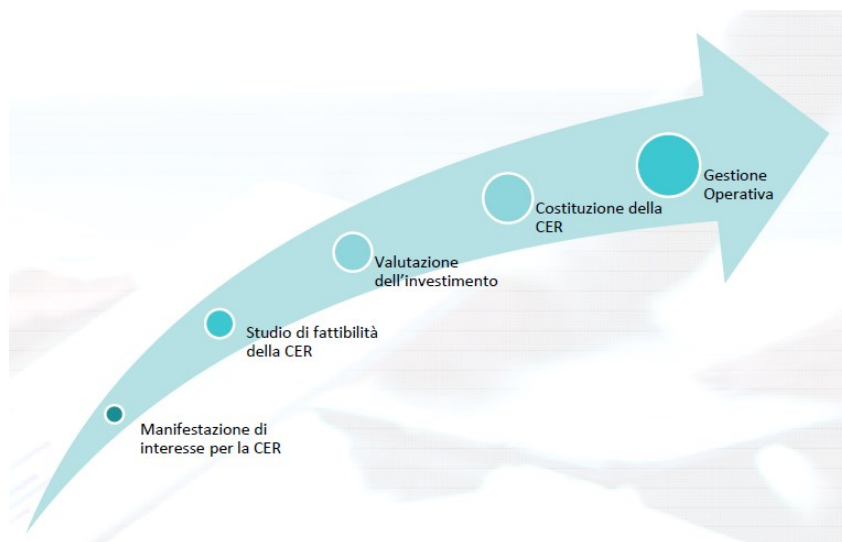 Gestione
Operativa
Costituzione della
CER
Valutazione
dell’investimento
Studio di fattibilità
della CER
Manifestazione di
interesse per la CER